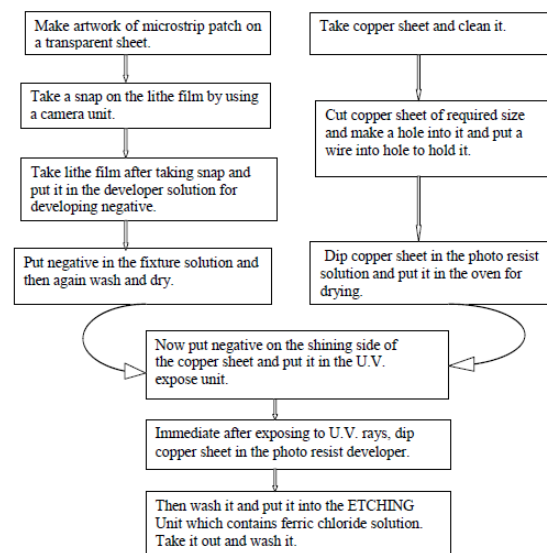 Make artwork of microstrip patch on
a transparent sheet.
Take a snap on the lithe film by using
a camera unit.
Take lithe film after taking snap and
put it in the developer solution for
developing negative.
Put negative in the fixture solution and
then again wash and dry.
Take copper sheet and clean it.
Cut copper sheet of required size
and make a hole into it and put a
wire into hole to hold it.
Dip copper sheet in the photo resist
solution and put it in the oven for
drying.
Now put negative on the shining side of
the copper sheet and put it in the U.V.
expose unit.
Immediate after exposing to U.V. rays, dip
copper sheet in the photo resist developer.
Then wash it and put it into the ETCHING
Unit which contains ferric chloride solution.
Take it out and wash it.